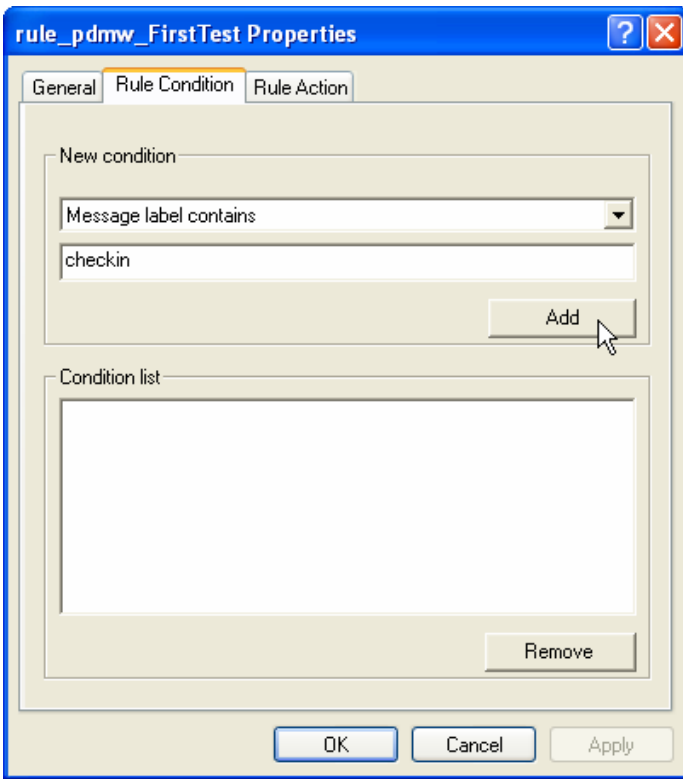 rule_pdmw_FirstTest Properties
General Rule Condition Rule Action
New condition
Message label contains
checkin
Add
Condition list
Remove
OK Cancel Apply